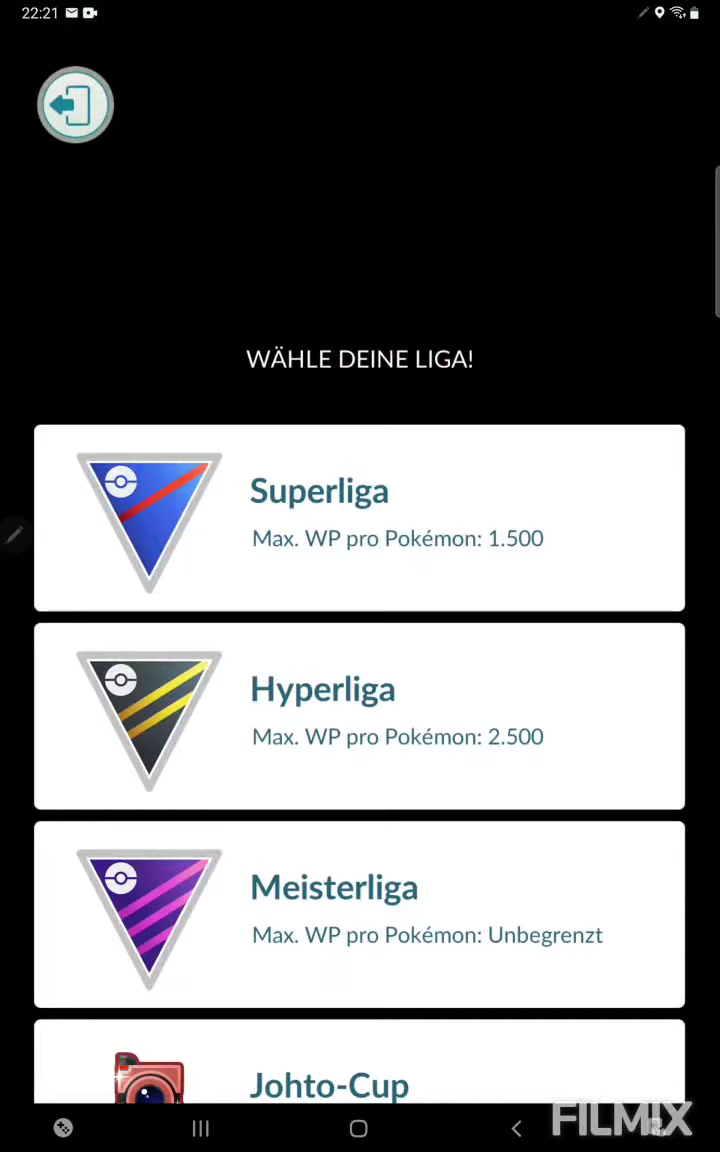 22:21
WÄHLE DEINE LIGA!
Superliga
Max. WP pro Pokémon: 1.500
Hyperliga
Max. WP pro Pokémon: 2.500
Meisterliga
Max. WP pro Pokémon: Unbegrenzt
Johto-Cup
FILMIX